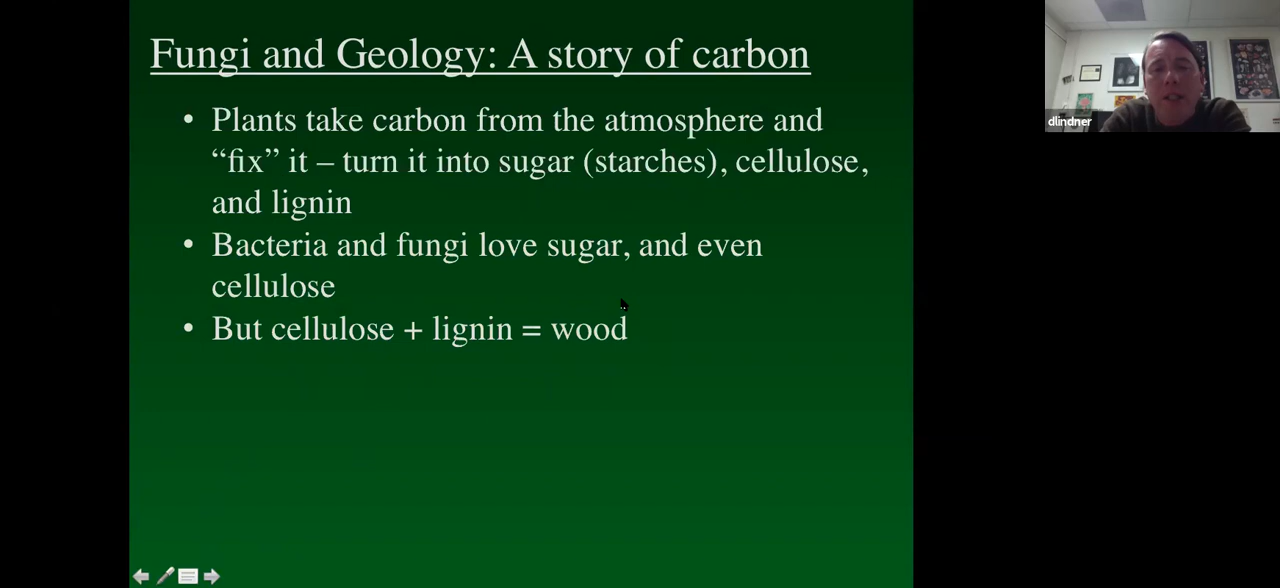 Fungi and Geology: A story of carbon
• Plants take carbon from the atmosphere and
“fix” it – turn it into sugar (starches), cellulose,
and lignin
• Bacteria and fungi love sugar, and even
cellulose
• But cellulose + lignin = wood
dlindner